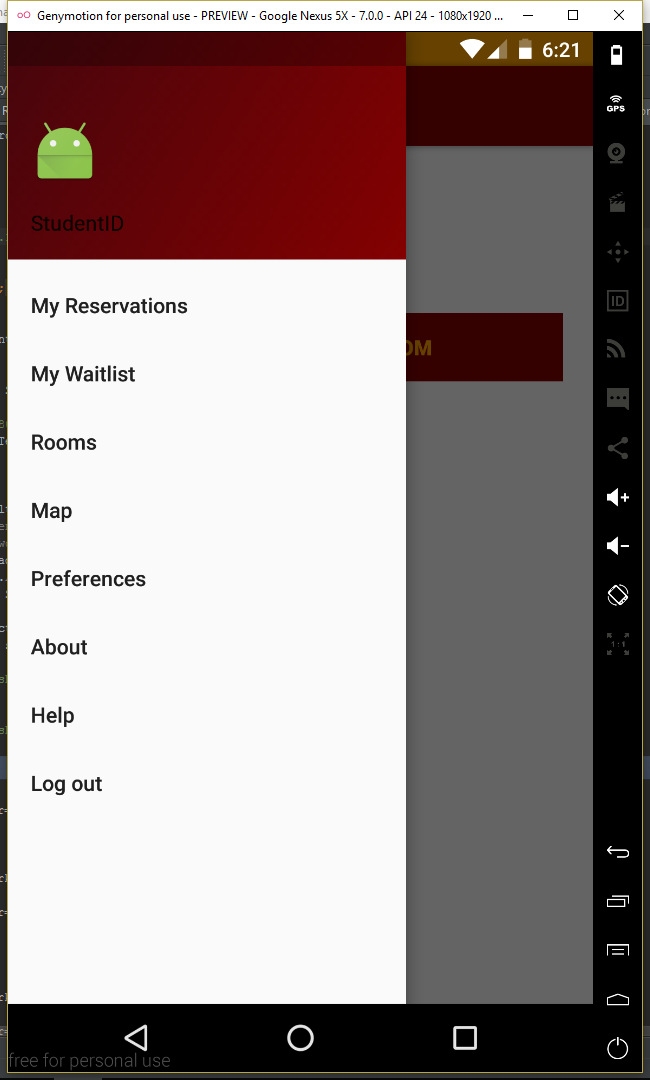 Genymotion for personal use - PREVIEW - Google Nexus 5X - 7.0.0 - API 24 - 1080x1920 ...
6:21
GPS
StudentID
OM
My Reservations
My Waitlist
Rooms
ID
Map
Preferences
1:1
About
Help
Log out
free for personal use